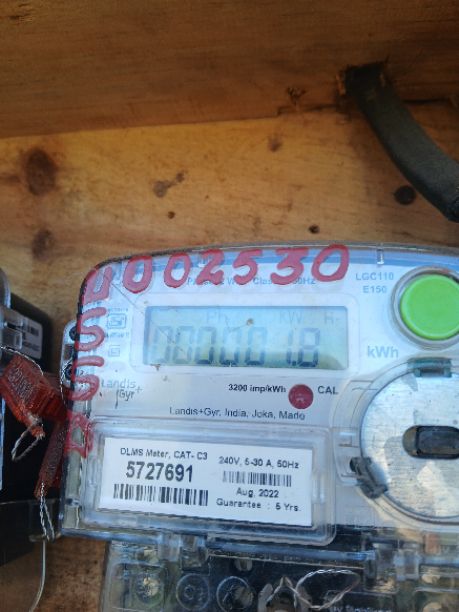 U002530
LGC110
E150
000001.8
kWh
Landis
Gyr+
3200 imp/kWh
CAL
Landis+Gyr, India, Joka, Made
DLMS Meter, CAT- C3
240V, 5-30 A, 50Hz
5727691
Aug, 2022
Guarantee : 5 Yrs.